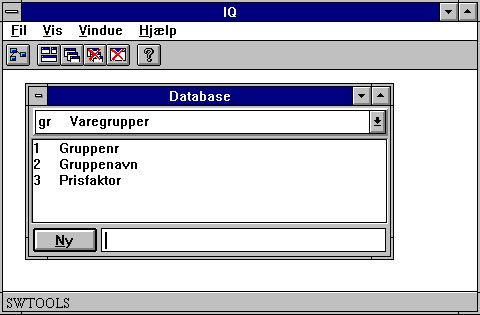 IQ
Fil Vis Vindue Hjælp
?
Database
gr Varegrupper
1 Gruppenr
2 Gruppenavn
3 Prisfaktor
Ny
SWTOOLS